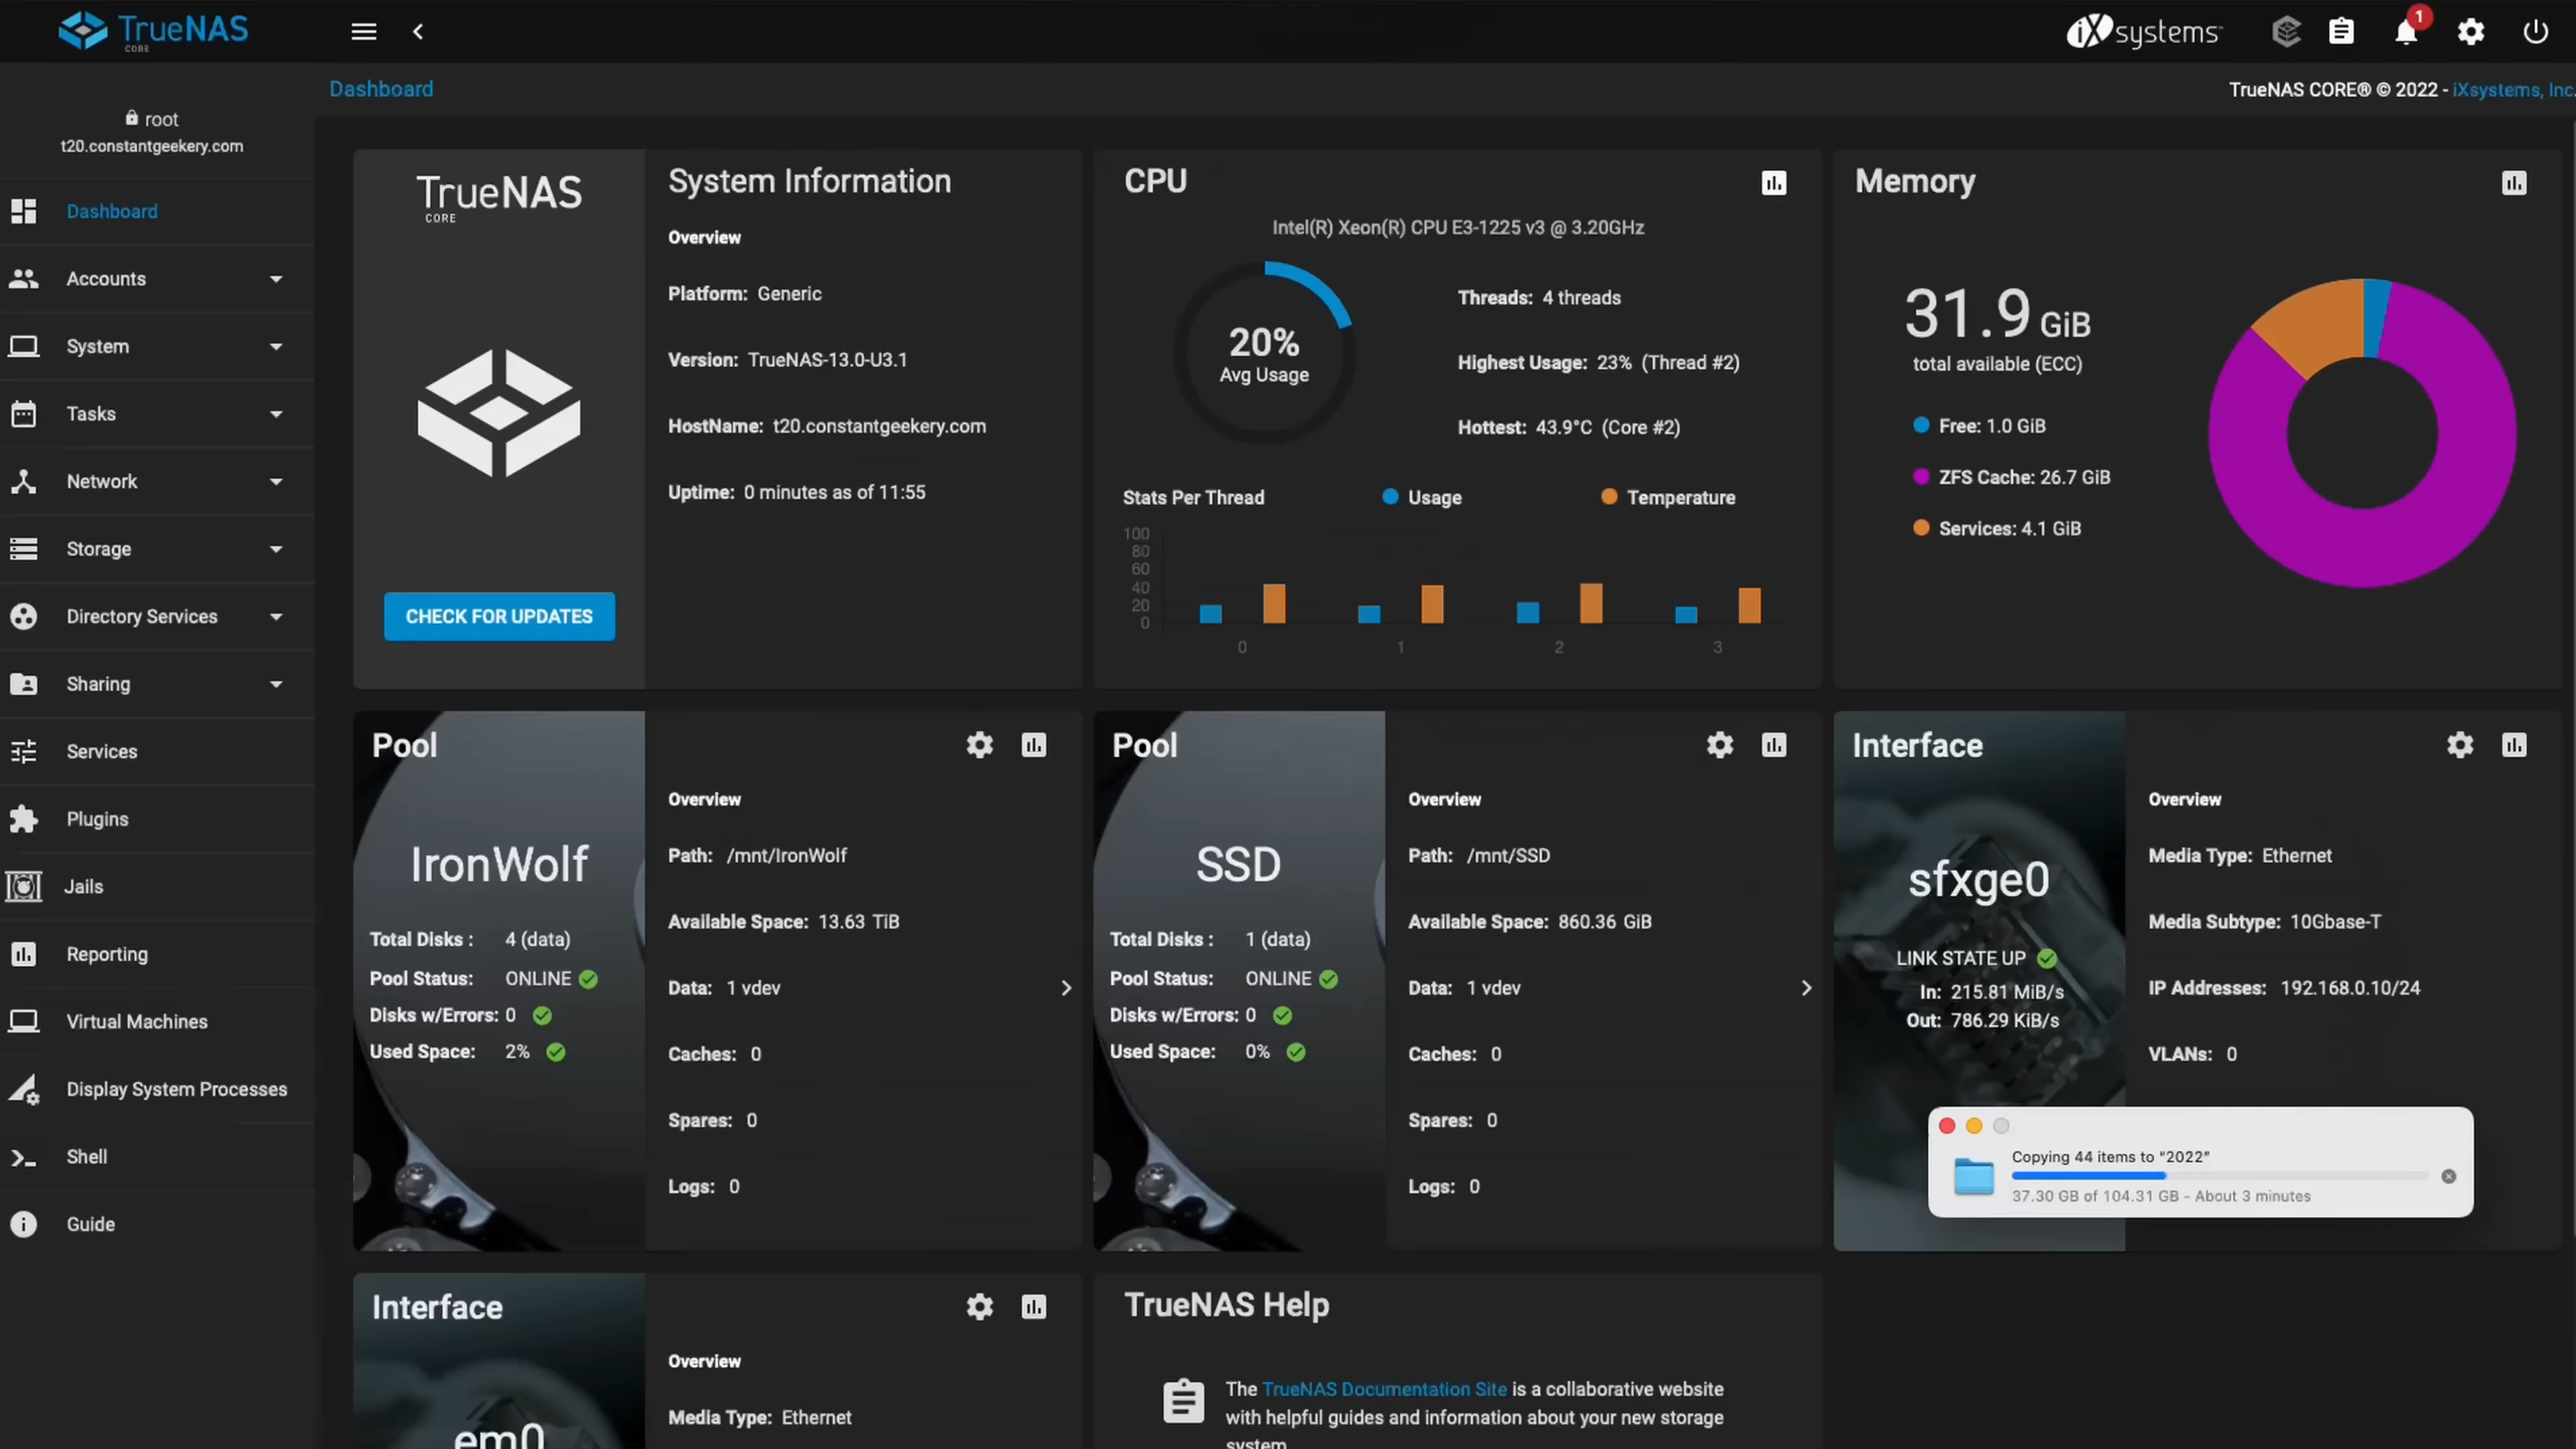 TrueNAS
CORE
iXsystems™
1
Dashboard
TrueNAS CORE® © 2022 - iXsystems, Inc.
root
t20.constantgeekery.com
Dashboard
Accounts
System
Tasks
Network
Storage
Directory Services
Sharing
Services
Plugins
Jails
Reporting
Virtual Machines
Display System Processes
Shell
Guide
TrueNAS
CORE
CHECK FOR UPDATES
System Information
Overview
Platform: Generic
Version: TrueNAS-13.0-U3.1
HostName: t20.constantgeekery.com
Uptime: 0 minutes as of 11:55
CPU
Intel(R) Xeon(R) CPU E3-1225 v3 @ 3.20GHz
20%
Avg Usage
Threads: 4 threads
Highest Usage: 23% (Thread #2)
Hottest: 43.9°C (Core #2)
Stats Per Thread
Usage
Temperature
100
80
60
40
20
0
0 1 2 3
Memory
31.9 GiB
total available (ECC)
Free: 1.0 GiB
ZFS Cache: 26.7 GiB
Services: 4.1 GiB
Pool
IronWolf
Total Disks : 4 (data)
Pool Status: ONLINE
Disks w/Errors: 0
Used Space: 2%
Overview
Path: /mnt/IronWolf
Available Space: 13.63 TiB
Data: 1 vdev
Caches: 0
Spares: 0
Logs: 0
Pool
SSD
Total Disks : 1 (data)
Pool Status: ONLINE
Disks w/Errors: 0
Used Space: 0%
Overview
Path: /mnt/SSD
Available Space: 860.36 GiB
Data: 1 vdev
Caches: 0
Spares: 0
Logs: 0
Interface
sfxge0
LINK STATE UP
In: 215.81 MiB/s
Out: 786.29 KiB/s
Overview
Media Type: Ethernet
Media Subtype: 10Gbase-T
IP Addresses: 192.168.0.10/24
VLANs: 0
Copying 44 items to “2022”
37.30 GB of 104.31 GB - About 3 minutes
Interface
em0
Overview
Media Type: Ethernet
TrueNAS Help
The TrueNAS Documentation Site is a collaborative website
with helpful guides and information about your new storage
system.